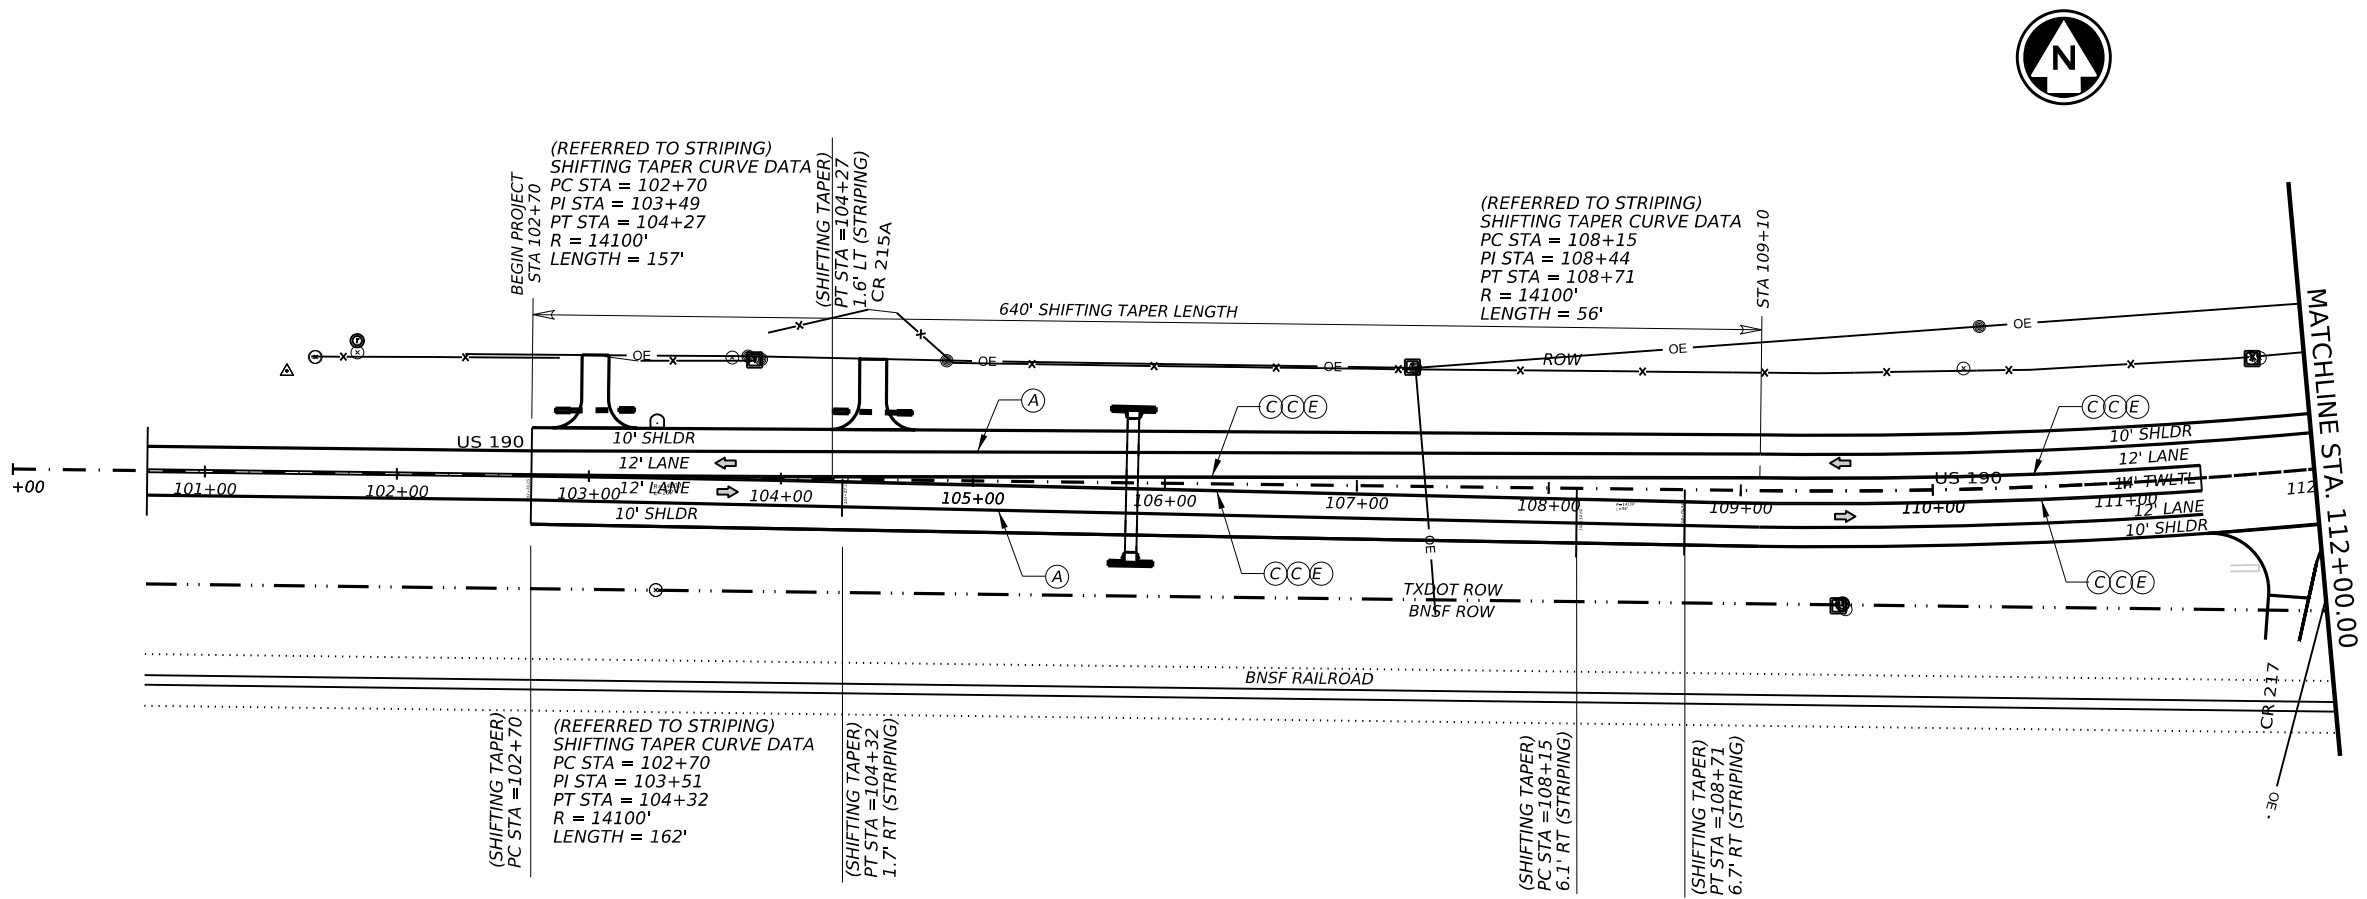 N
(REFERRED TO STRIPING)
SHIFTING TAPER CURVE DATA
PC STA = 102+70
PI STA = 103+49
PT STA = 104+27
R = 14100'
LENGTH = 157'
BEGIN PROJECT
STA 102+70
(SHIFTING TAPER)
PT STA =104+27
1.6' LT (STRIPING)
CR 215A
(REFERRED TO STRIPING)
SHIFTING TAPER CURVE DATA
PC STA = 108+15
PI STA = 108+44
PT STA = 108+71
R = 14100'
LENGTH = 56'
STA 109+10
640' SHIFTING TAPER LENGTH
OE
OE
OE
OE
OE
ROW
MATCHLINE STA. 112+00.00
A
C C E
C C E
US 190
10' SHLDR
12' LANE
12' LANE
10' SHLDR
10' SHLDR
12' LANE
US 190
14' TWLTL
12' LANE
10' SHLDR
+00
101+00
102+00
103+00
104+00
105+00
106+00
107+00
108+00
109+00
110+00
111+00
112
A
C C E
C C E
OE
TXDOT ROW
BNSF ROW
BNSF RAILROAD
CR 217
OE
(SHIFTING TAPER)
PC STA =102+70
(REFERRED TO STRIPING)
SHIFTING TAPER CURVE DATA
PC STA = 102+70
PI STA = 103+51
PT STA = 104+32
R = 14100'
LENGTH = 162'
(SHIFTING TAPER)
PT STA =104+32
1.7' RT (STRIPING)
(SHIFTING TAPER)
PC STA =108+15
6.1' RT (STRIPING)
(SHIFTING TAPER)
PT STA =108+71
6.7' RT (STRIPING)